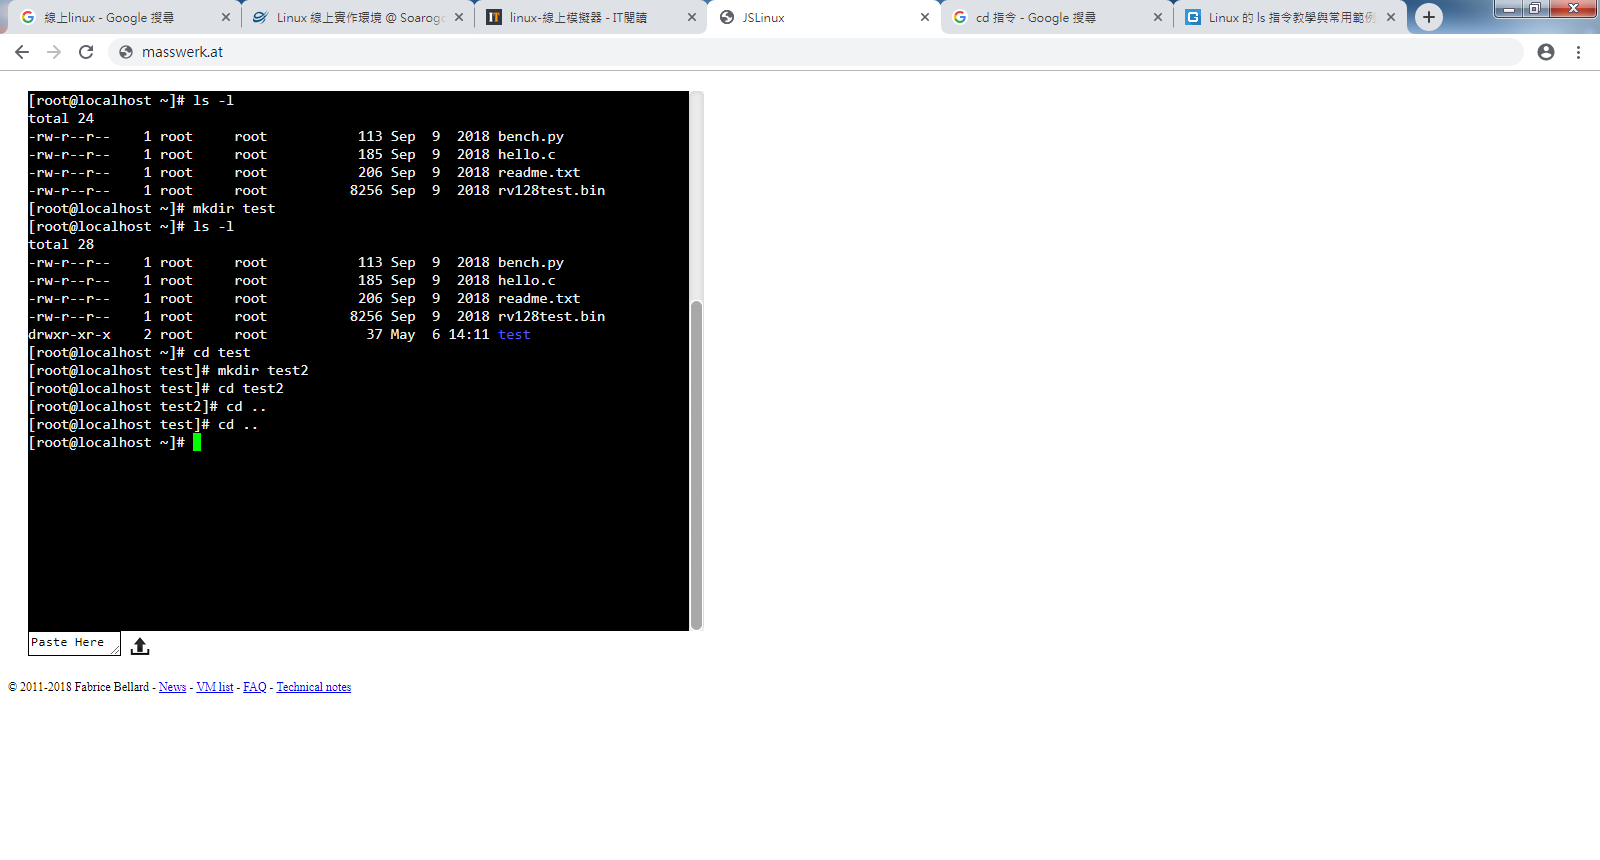 線上linux - Google 搜尋
Linux 線上實作環境 @ Soarogo
linux-線上模擬器 - IT閱讀
JSLinux
cd 指令 - Google 搜尋
Linux 的 ls 指令教學與常用範例
masswerk.at
[root@localhost ~]# ls -l
total 24
-rw-r--r--    1 root     root           113 Sep  9  2018 bench.py
-rw-r--r--    1 root     root           185 Sep  9  2018 hello.c
-rw-r--r--    1 root     root           206 Sep  9  2018 readme.txt
-rw-r--r--    1 root     root          8256 Sep  9  2018 rv128test.bin
[root@localhost ~]# mkdir test
[root@localhost ~]# ls -l
total 28
-rw-r--r--    1 root     root           113 Sep  9  2018 bench.py
-rw-r--r--    1 root     root           185 Sep  9  2018 hello.c
-rw-r--r--    1 root     root           206 Sep  9  2018 readme.txt
-rw-r--r--    1 root     root          8256 Sep  9  2018 rv128test.bin
drwxr-xr-x    2 root     root            37 May  6 14:11 test
[root@localhost ~]# cd test
[root@localhost test]# mkdir test2
[root@localhost test]# cd test2
[root@localhost test2]# cd ..
[root@localhost test]# cd ..
[root@localhost ~]#
Paste Here
© 2011-2018 Fabrice Bellard - News - VM list - FAQ - Technical notes